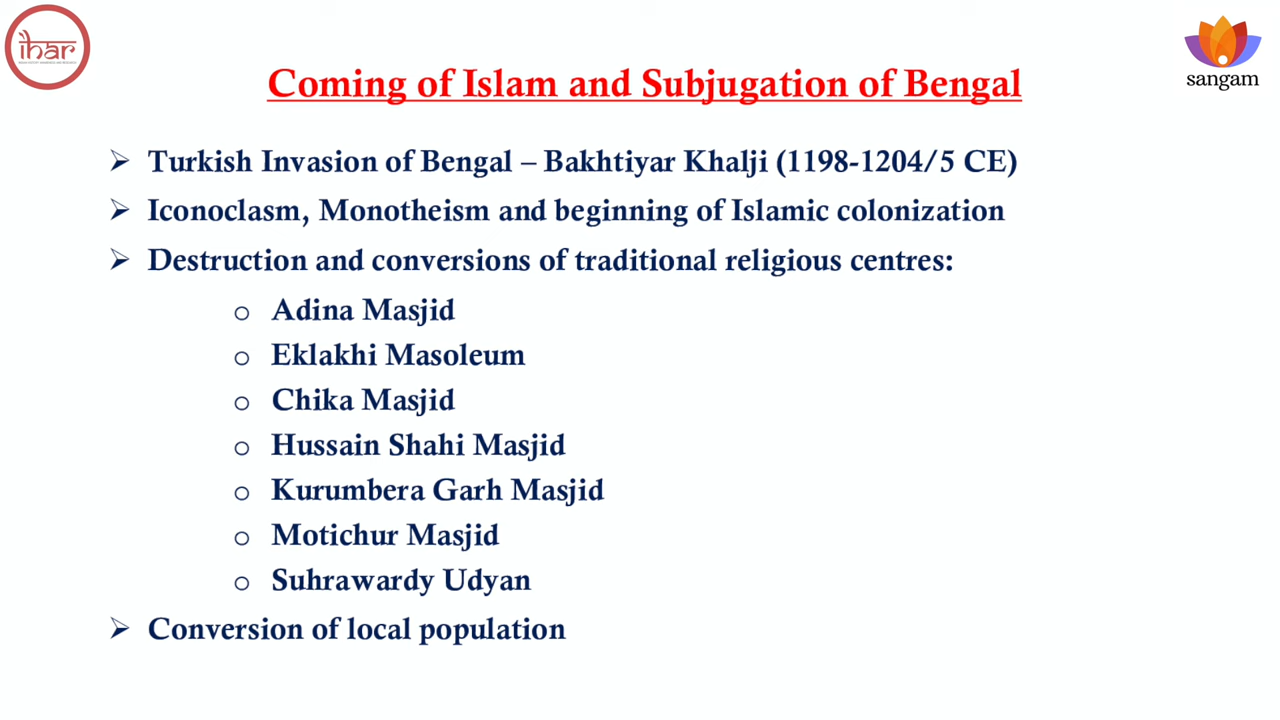 इhar
sangam
Coming of Islam and Subjugation of Bengal
➢ Turkish Invasion of Bengal – Bakhtiyar Khalji (1198-1204/5 CE)
➢ Iconoclasm, Monotheism and beginning of Islamic colonization
➢ Destruction and conversions of traditional religious centres:
o Adina Masjid
o Eklakhi Masoleum
o Chika Masjid
o Hussain Shahi Masjid
o Kurumbera Garh Masjid
o Motichur Masjid
o Suhrawardy Udyan
➢ Conversion of local population